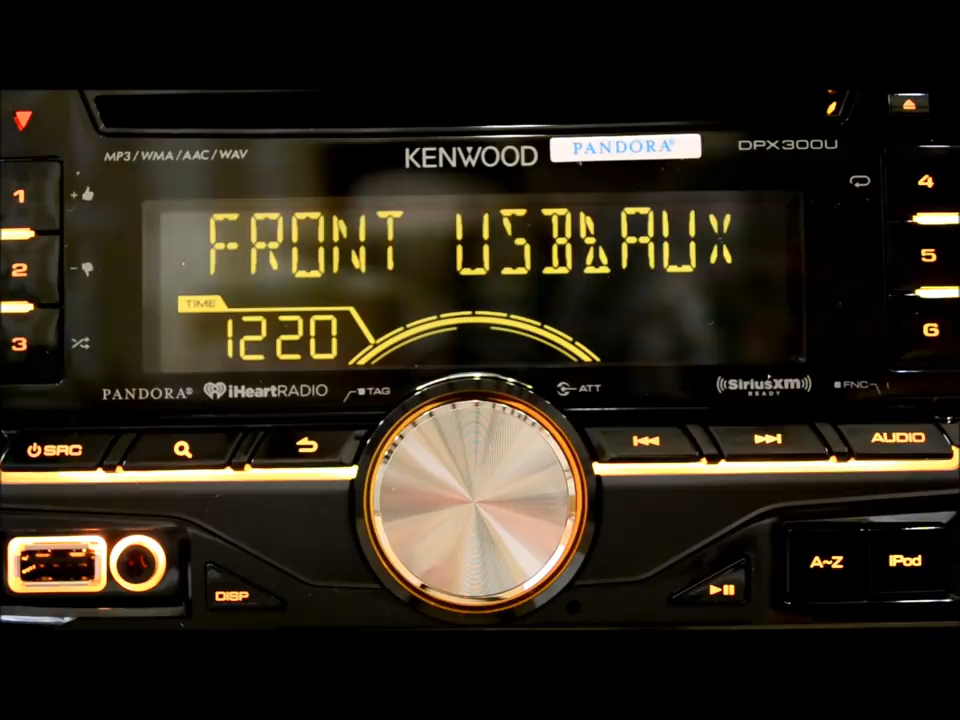 MP3 / WMA / AAC / WAV KENWOOD PANDORA® DPX300U
1 4
FRONT USB&AUX
2 5
TIME
1220
3 6
PANDORA® iHeartRADIO TAG ATT ((SiriusXM)) FNC
READY
SRC AUDIO
A~Z iPod
DISP